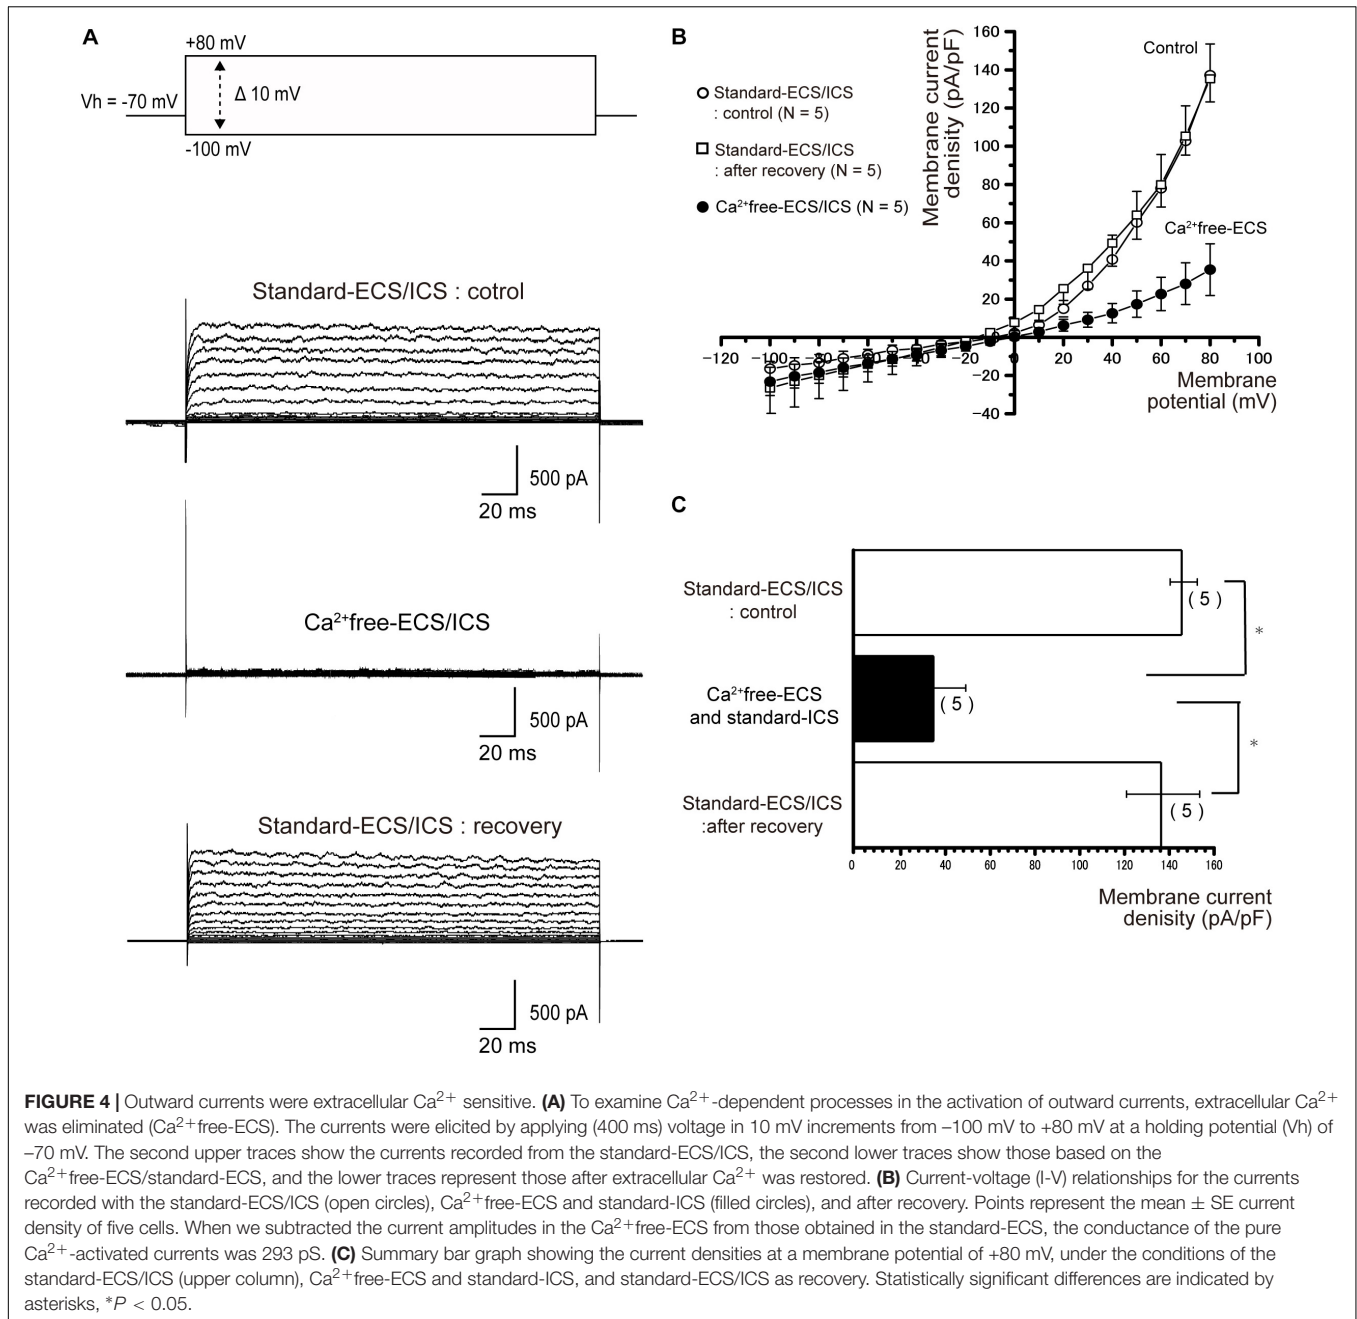 A
+80 mV
Vh = -70 mV
Δ 10 mV
-100 mV
Standard-ECS/ICS : cotrol
500 pA
20 ms
Ca²⁺free-ECS/ICS
500 pA
20 ms
Standard-ECS/ICS : recovery
500 pA
20 ms
B
Standard-ECS/ICS
: control (N = 5)
Standard-ECS/ICS
: after recovery (N = 5)
Ca²⁺free-ECS/ICS (N = 5)
Membrane current
denisity (pA/pF)
160
140
120
100
80
60
40
20
0
−20
−40
Control
Ca²⁺free-ECS
−120 −100 −80 −60 −40 −20 20 40 60 80 100
Membrane
potential (mV)
C
Standard-ECS/ICS
: control
( 5 )
*
Ca²⁺free-ECS
and standard-ICS
( 5 )
*
Standard-ECS/ICS
:after recovery
( 5 )
0 20 40 60 80 100 120 140 160
Membrane current
denisity (pA/pF)
FIGURE 4 | Outward currents were extracellular Ca²⁺ sensitive. (A) To examine Ca²⁺-dependent processes in the activation of outward currents, extracellular Ca²⁺
was eliminated (Ca²⁺free-ECS). The currents were elicited by applying (400 ms) voltage in 10 mV increments from –100 mV to +80 mV at a holding potential (Vh) of
–70 mV. The second upper traces show the currents recorded from the standard-ECS/ICS, the second lower traces show those based on the
Ca²⁺free-ECS/standard-ECS, and the lower traces represent those after extracellular Ca²⁺ was restored. (B) Current-voltage (I-V) relationships for the currents
recorded with the standard-ECS/ICS (open circles), Ca²⁺free-ECS and standard-ICS (filled circles), and after recovery. Points represent the mean ± SE current
density of five cells. When we subtracted the current amplitudes in the Ca²⁺free-ECS from those obtained in the standard-ECS, the conductance of the pure
Ca²⁺-activated currents was 293 pS. (C) Summary bar graph showing the current densities at a membrane potential of +80 mV, under the conditions of the
standard-ECS/ICS (upper column), Ca²⁺free-ECS and standard-ICS, and standard-ECS/ICS as recovery. Statistically significant differences are indicated by
asterisks, *P < 0.05.